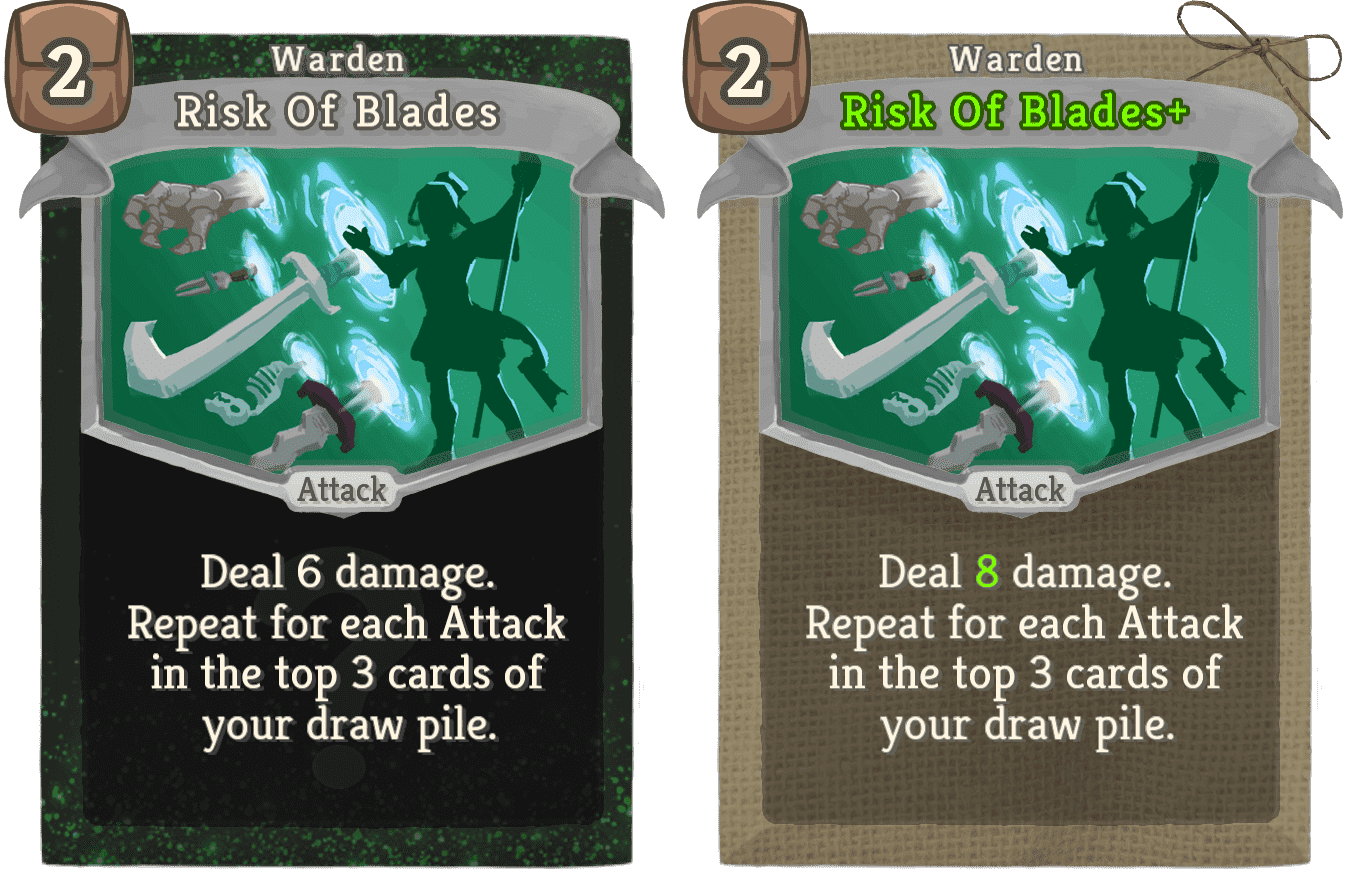 2
Warden
Risk Of Blades
Attack
Deal 6 damage.
Repeat for each Attack
in the top 3 cards of
your draw pile.
2
Warden
Risk Of Blades+
Attack
Deal 8 damage.
Repeat for each Attack
in the top 3 cards of
your draw pile.